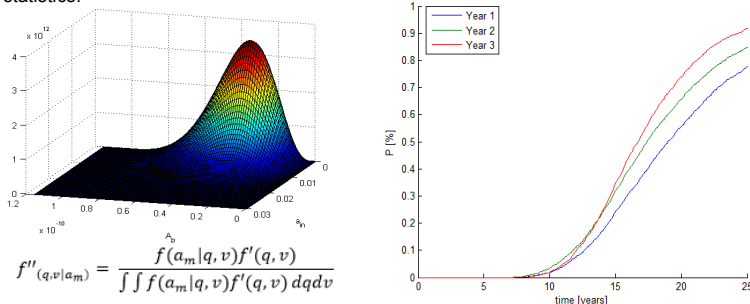 statistics.
x 10¹²
4
3
2
1
0
1.2
1
0.8
0.6
0.4
0.2
0
x 10⁻¹⁰
A_p
0.03
0.02
0.01
0
a_in
f''(q,v|a_m) = f(a_m|q, v)f'(q, v) / ∫ ∫ f(a_m|q, v)f'(q, v) dqdv
Year 1
Year 2
Year 3
P [%]
1
0.9
0.8
0.7
0.6
0.5
0.4
0.3
0.2
0.1
0
0 5 10 15 20 25
time [years]